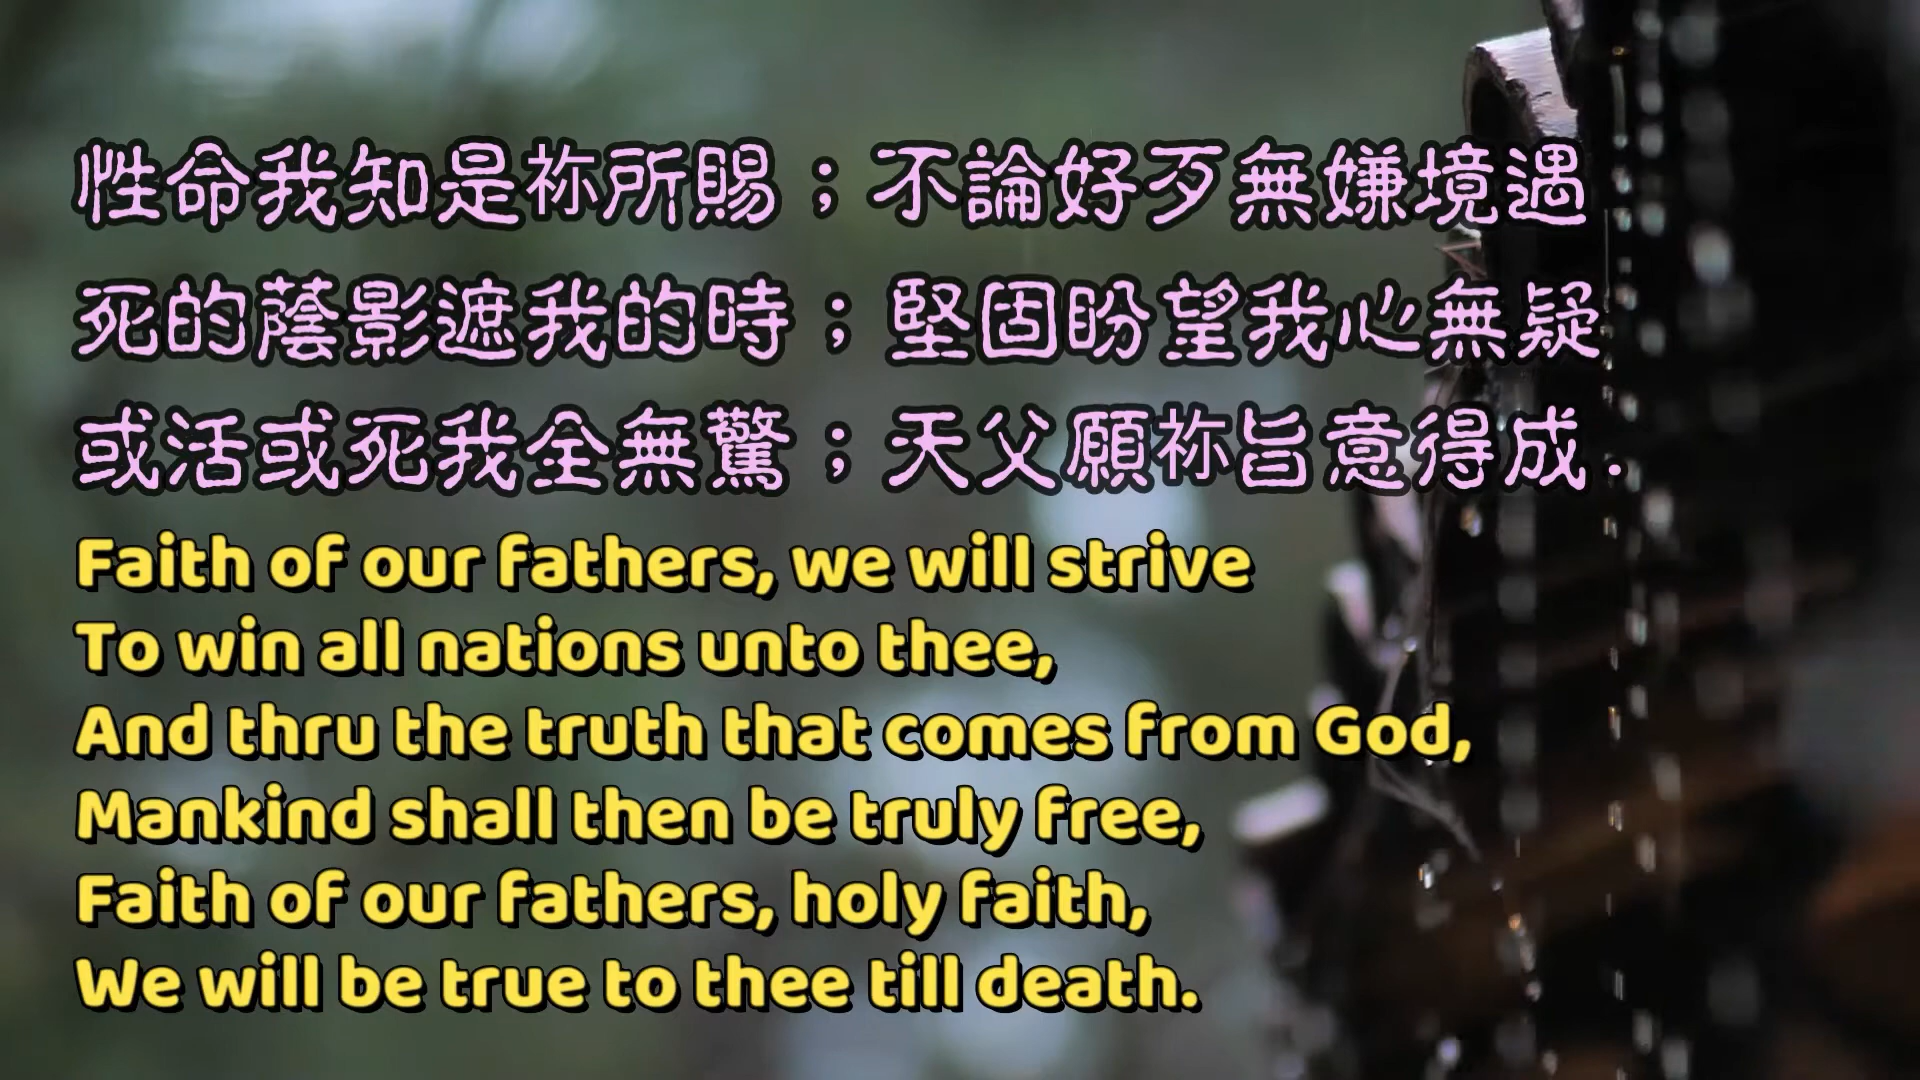 性命我知是祢所賜；不論好歹無嫌境遇
死的蔭影遮我的時；堅固盼望我心無疑
或活或死我全無驚；天父願祢旨意得成.
Faith of our fathers, we will strive
To win all nations unto thee,
And thru the truth that comes from God,
Mankind shall then be truly free,
Faith of our fathers, holy faith,
We will be true to thee till death.